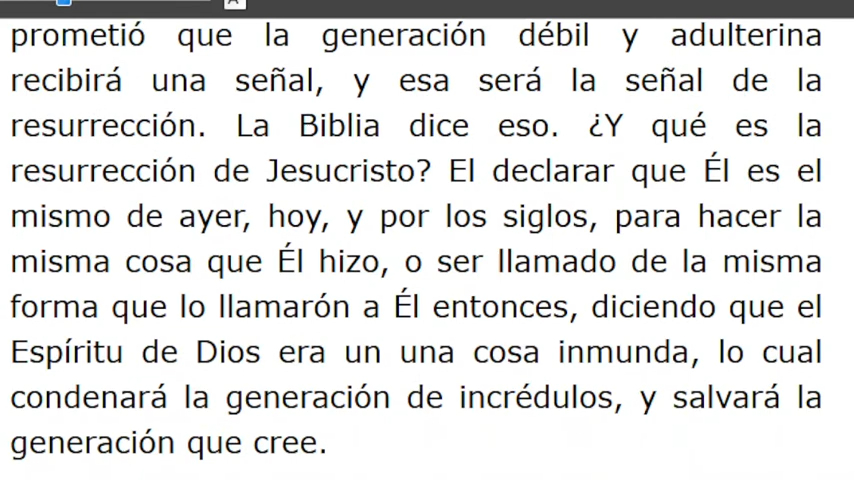 A
prometió que la generación débil y adulterina
recibirá una señal, y esa será la señal de la
resurrección. La Biblia dice eso. ¿Y qué es la
resurrección de Jesucristo? El declarar que Él es el
mismo de ayer, hoy, y por los siglos, para hacer la
misma cosa que Él hizo, o ser llamado de la misma
forma que lo llamarón a Él entonces, diciendo que el
Espíritu de Dios era un una cosa inmunda, lo cual
condenará la generación de incrédulos, y salvará la
generación que cree.